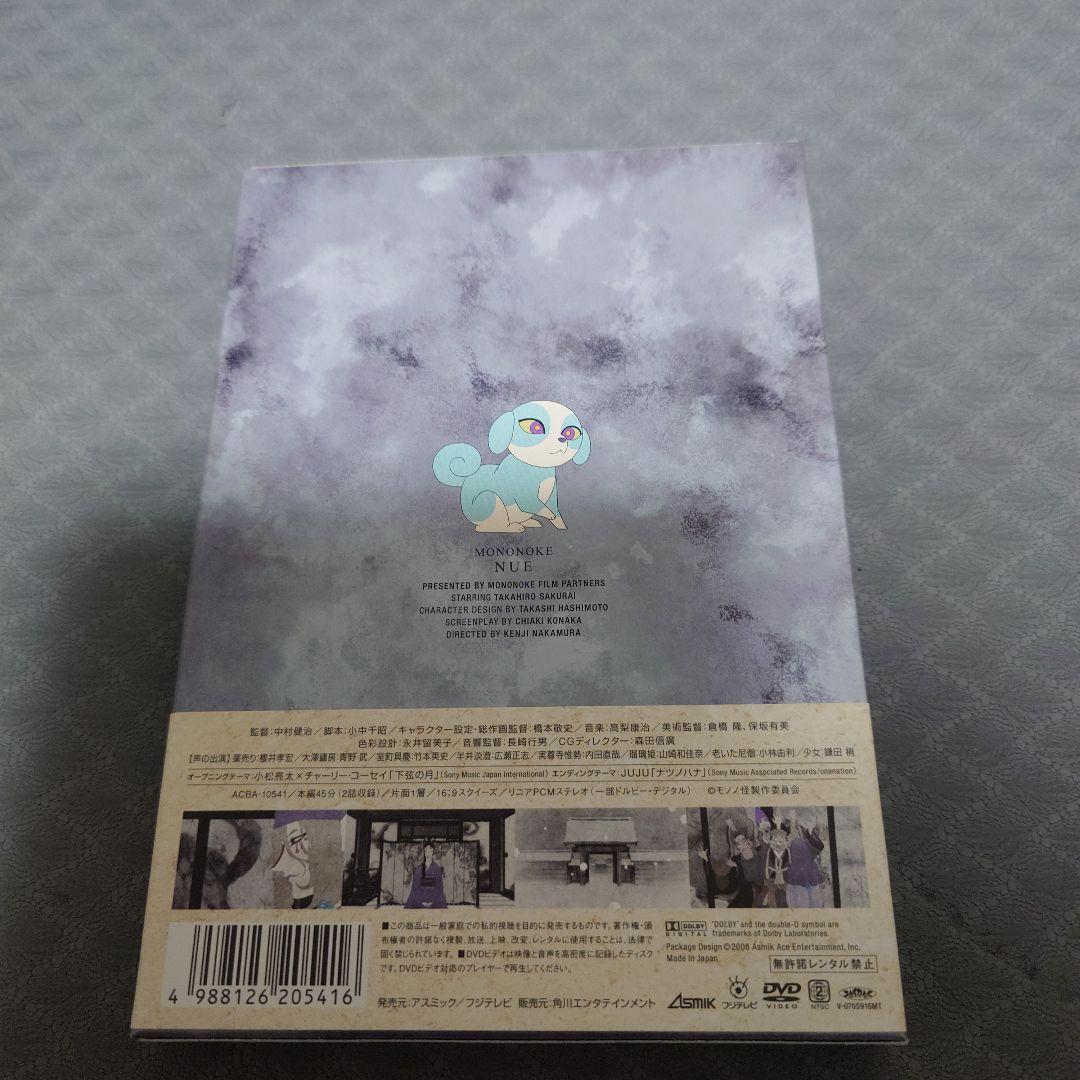 MONONOKE
NUE
PRESENTED BY MONONOKE FILM PARTNERS
STARRING TAKAHIRO SAKURAI
CHARACTER DESIGN BY TAKASHI HASHIMOTO
SCREENPLAY BY CHIAKI KONAKA
DIRECTED BY KENJI NAKAMURA
監督:中村健治／脚本:小中千昭／キャラクター設定・総作画監督:橋本敬史／音楽:高梨康治／美術監督:倉橋 隆、保坂有美
色彩設計:永井留美子／音響監督:長崎行男／CGディレクター:森田信廣
【声の出演】薬売り:櫻井孝宏／大澤廬房:青野 武／室町具慶:竹本英史／半井淡澄:広瀬正志／実尊寺惟勢:内田直哉／瑠璃姫:山崎和佳奈／老いた尼僧:小林由利／少女:鎌田 梢
オープニングテーマ:小松亮太×チャーリー・コーセイ「下弦の月」(Sony Music Japan International) エンディングテーマ:JUJU「ナツノハナ」(Sony Music Associated Records/onenation)
ACBA-10541／本編45分(2話収録)／片面1層／16:9スクイーズ／リニアPCMステレオ(一部ドルビー・デジタル) ©モノノ怪製作委員会
■この商品は一般家庭での私的視聴を目的に発売するものです。著作権・頒
布権者の許諾なく複製、放送、上映、改変、レンタルに使用することは、法律で
固く禁じられています。■DVDビデオは映像と音声を高密度に記録したディスク
です。DVDビデオ対応のプレイヤーで再生してください。
DOLBY
DIGITAL
"DOLBY" and the double-D symbol are
trademarks of Dolby Laboratories.
Package Design©2008 Asmik Ace Entertainment, Inc.
Made in Japan
無許諾レンタル禁止
4 988126 205416
発売元:アスミック／フジテレビ 販売元:角川エンタテインメント
ASMIK
フジテレビ
DVD
VIDEO
2
NTSC
JASRAC
V-0705916MT